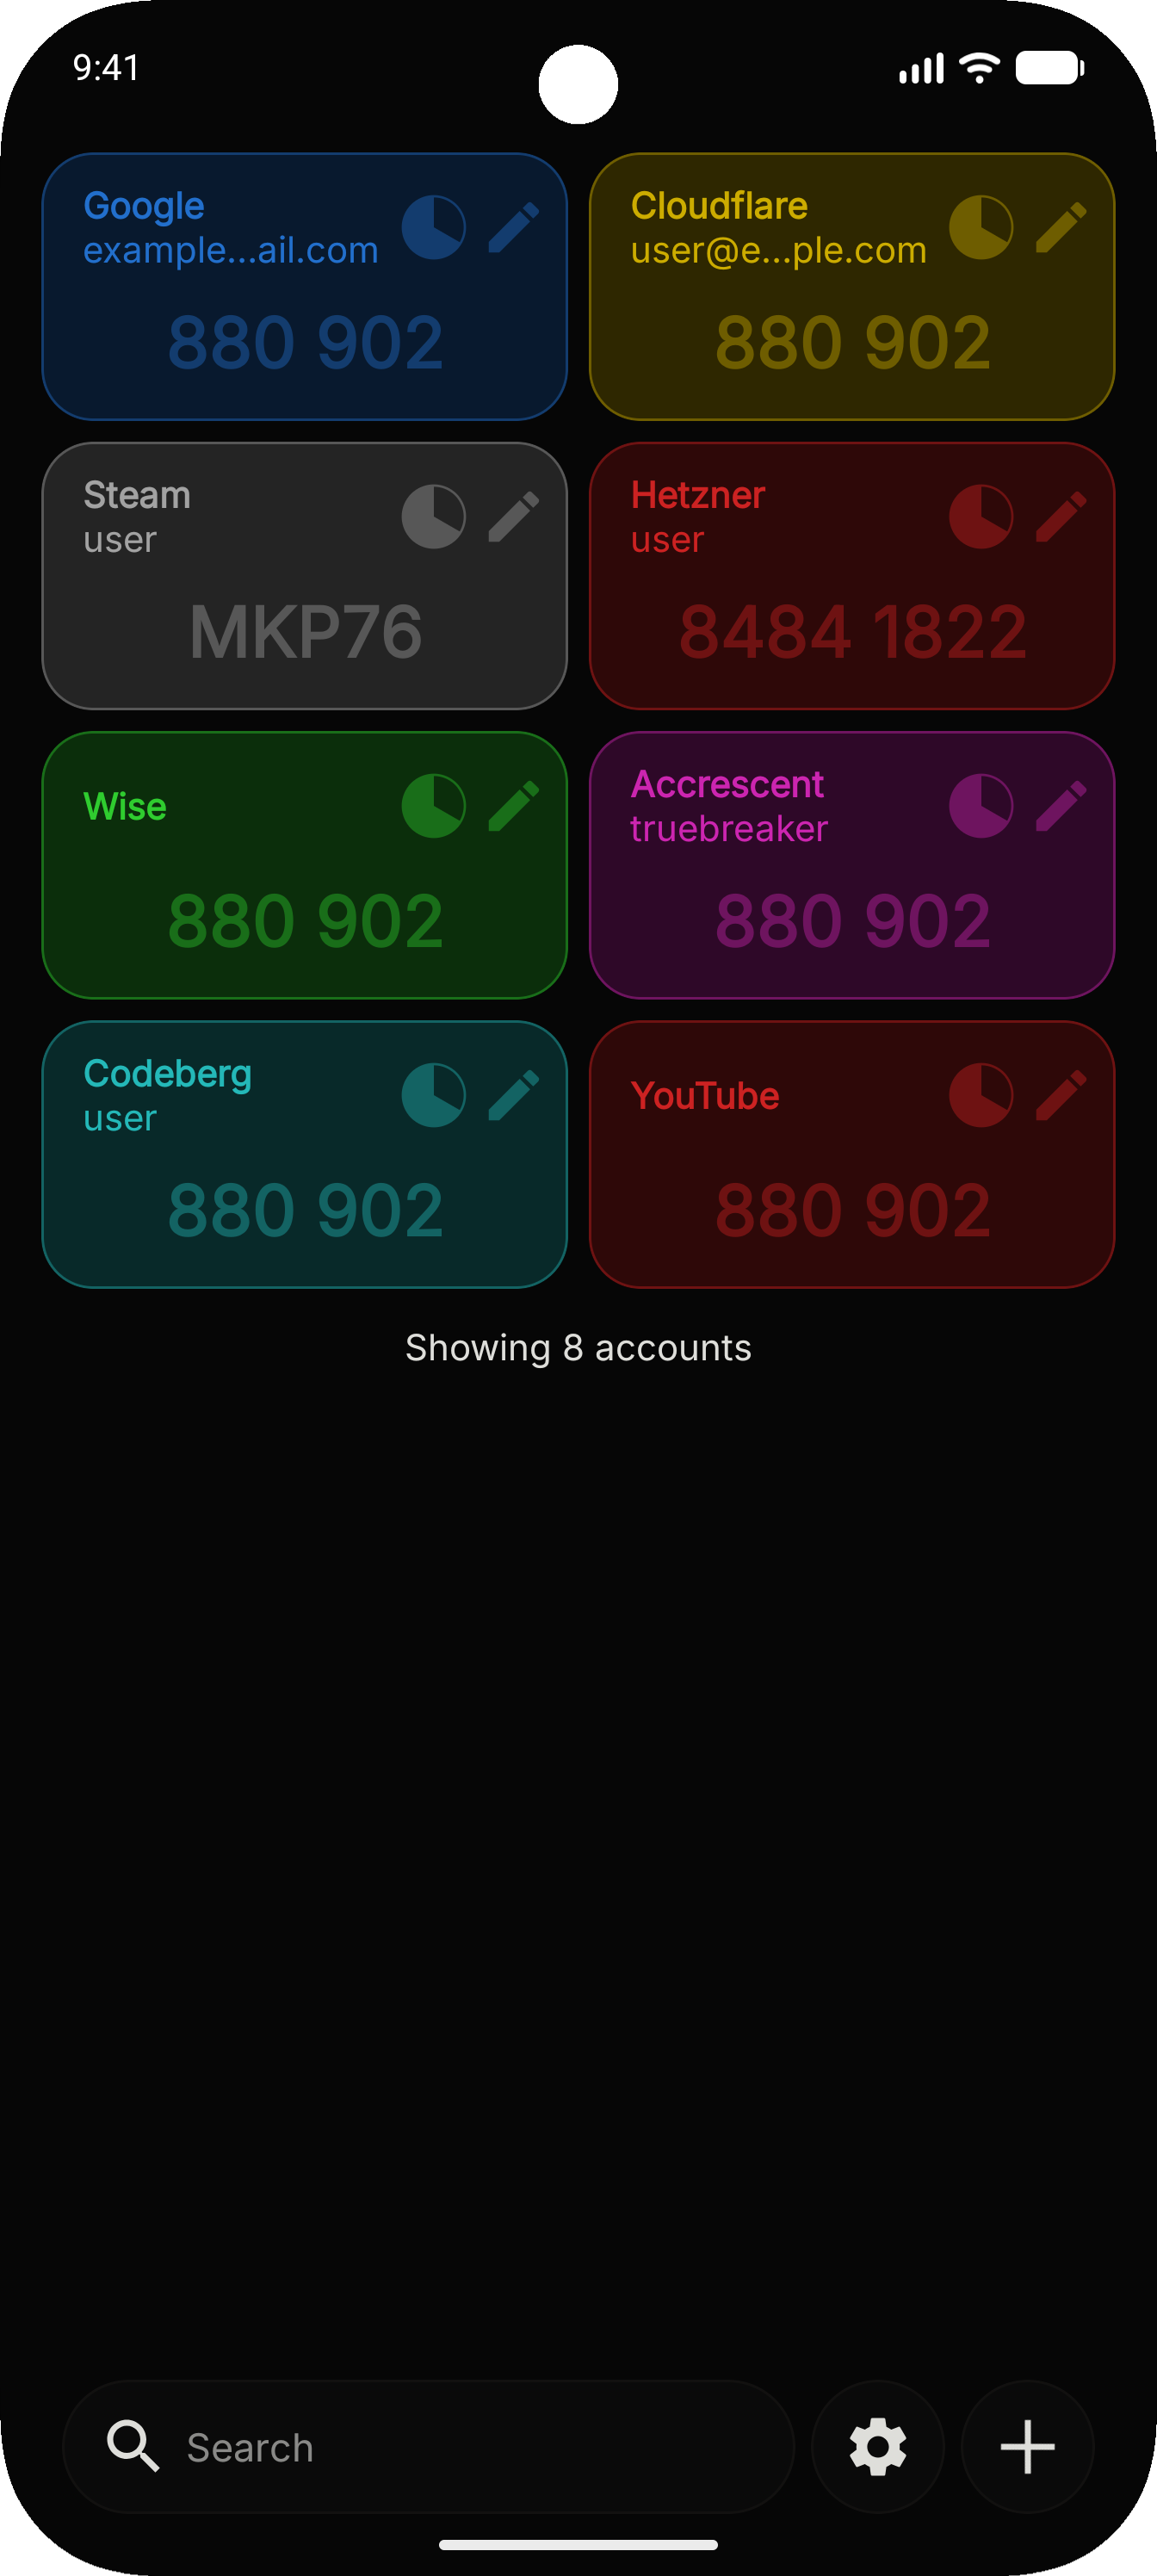 9:41
Google
example...ail.com
880 902
Cloudflare
user@e...ple.com
880 902
Steam
user
MKP76
Hetzner
user
8484 1822
Wise
880 902
Accrescent
truebreaker
880 902
Codeberg
user
880 902
YouTube
880 902
Showing 8 accounts
Search